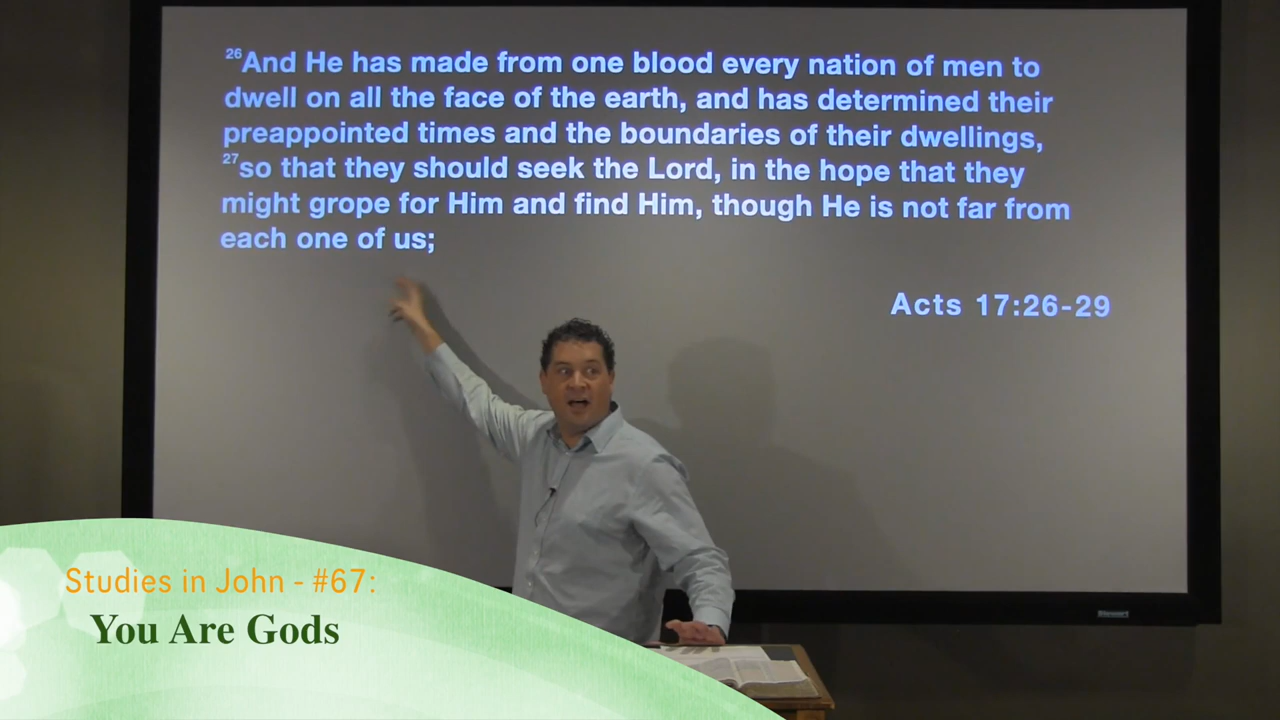 26And He has made from one blood every nation of men to
dwell on all the face of the earth, and has determined their
preappointed times and the boundaries of their dwellings,
27so that they should seek the Lord, in the hope that they
might grope for Him and find Him, though He is not far from
each one of us;
Acts 17:26-29
Stewart
Studies in John - #67:
You Are Gods